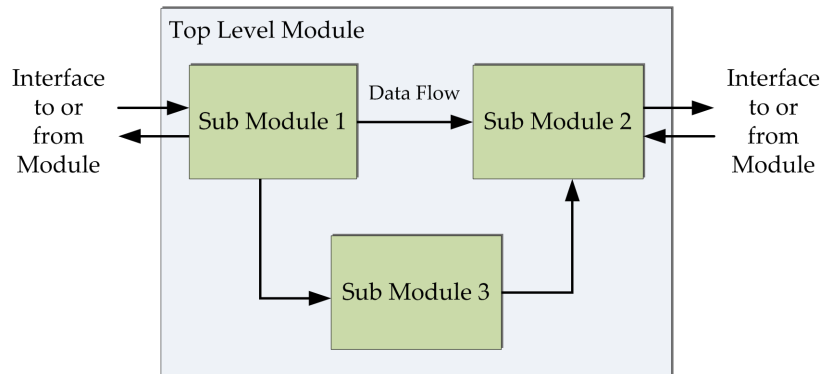 Top Level Module
Interface
to or
from
Module
Sub Module 1
Data Flow
Sub Module 2
Interface
to or
from
Module
Sub Module 3